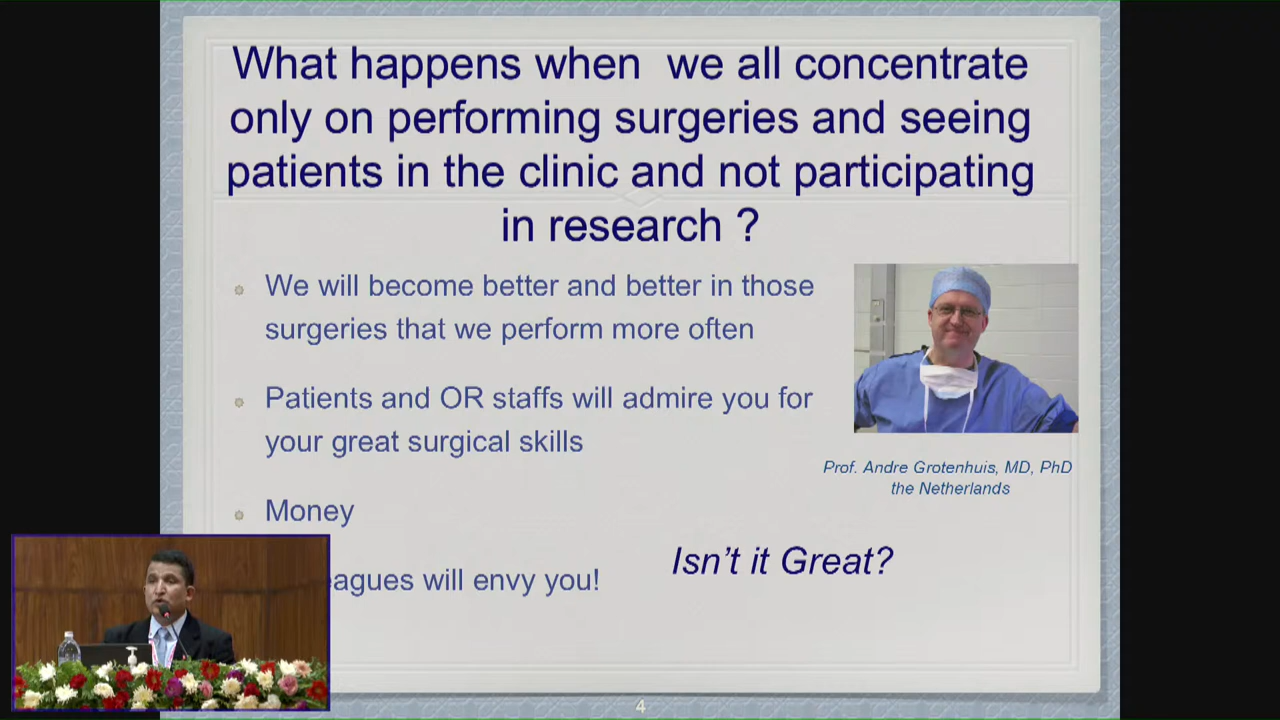 What happens when we all concentrate
only on performing surgeries and seeing
patients in the clinic and not participating
in research ?
We will become better and better in those
surgeries that we perform more often
Patients and OR staffs will admire you for
your great surgical skills
Prof. Andre Grotenhuis, MD, PhD
the Netherlands
Money
Isn't it Great?
will envy you!
4